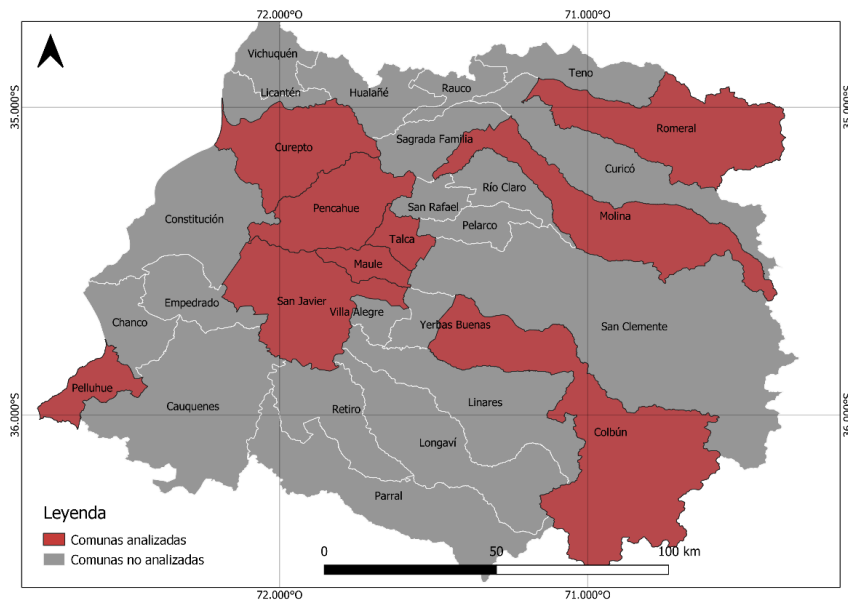 72.000°O
71.000°O
Vichuquén
Teno
Licantén
Hualañé
Rauco
35.000°S
35.000°S
Romeral
Sagrada Familia
Curepto
Curicó
Río Claro
Pencahue
San Rafael
Molina
Constitución
Pelarco
Talca
Maule
San Javier
Empedrado
Villa Alegre
Chanco
Yerbas Buenas
San Clemente
Pelluhue
Linares
Cauquenes
Retiro
36.000°S
36.000°S
Colbún
Longaví
Parral
Leyenda
Comunas analizadas
Comunas no analizadas
0
50
100 km
72.000°O
71.000°O